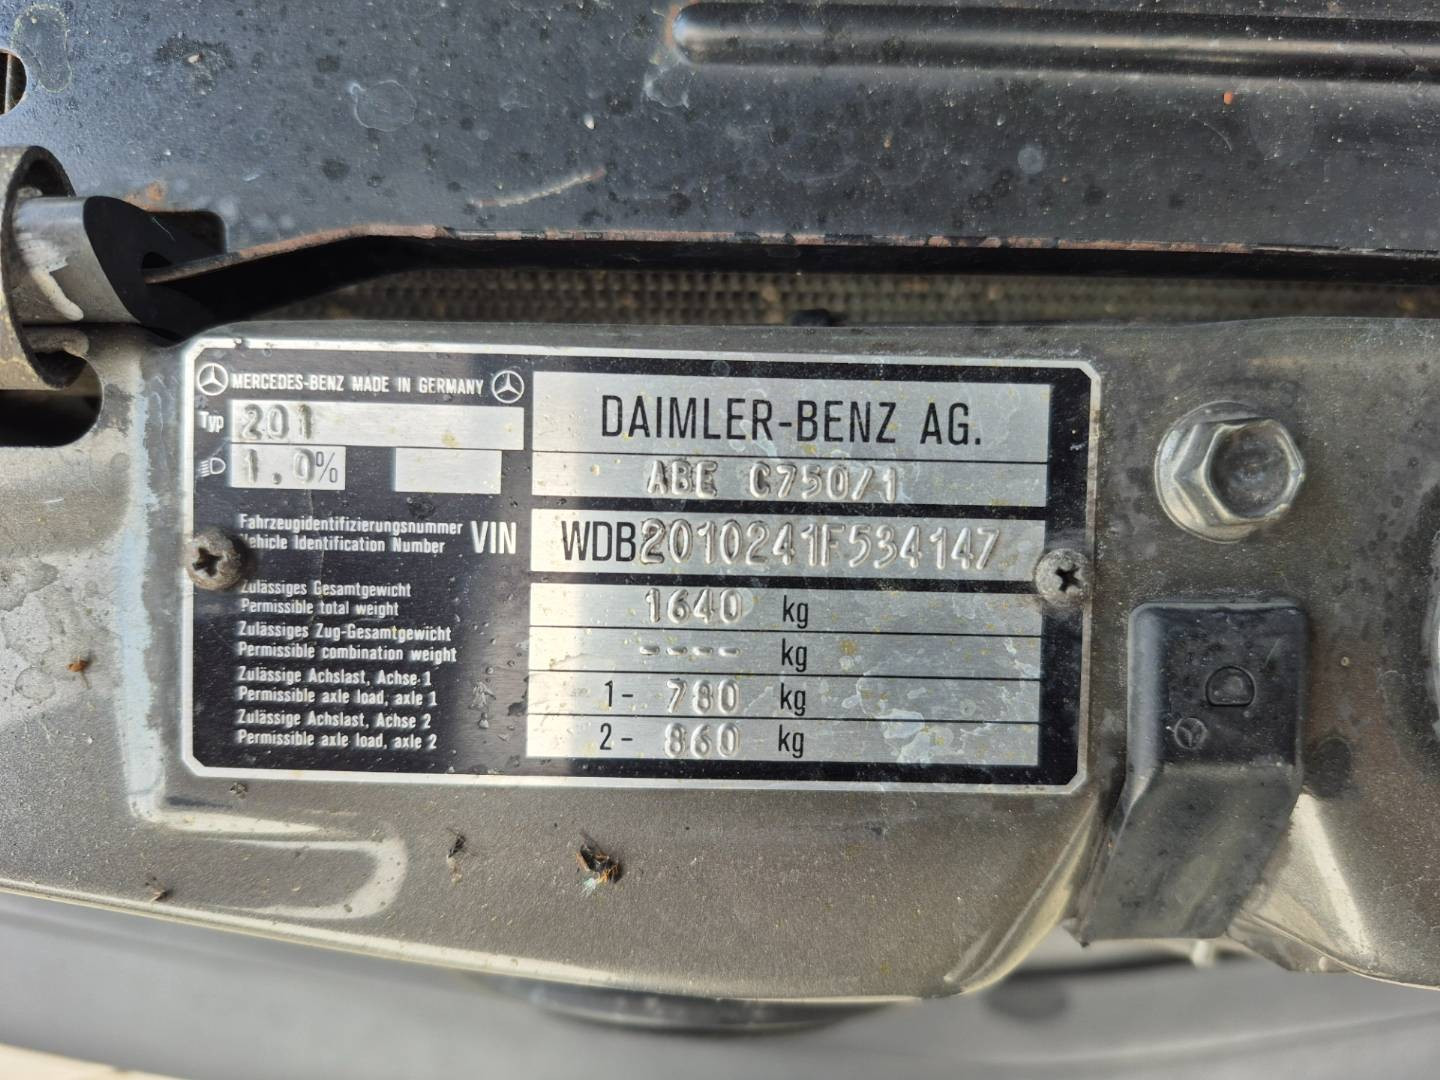 MERCEDES-BENZ MADE IN GERMANY
Typ 201
1.0%
DAIMLER-BENZ AG.
ABE C750/1
Fahrzeugidentifizierungsnummer
Vehicle Identification Number VIN WDB2010241F534147
Zulässiges Gesamtgewicht
Permissible total weight 1640 kg
Zulässiges Zug-Gesamtgewicht
Permissible combination weight ---- kg
Zulässige Achslast, Achse 1
Permissible axle load, axle 1 1- 780 kg
Zulässige Achslast, Achse 2
Permissible axle load, axle 2 2- 860 kg
D